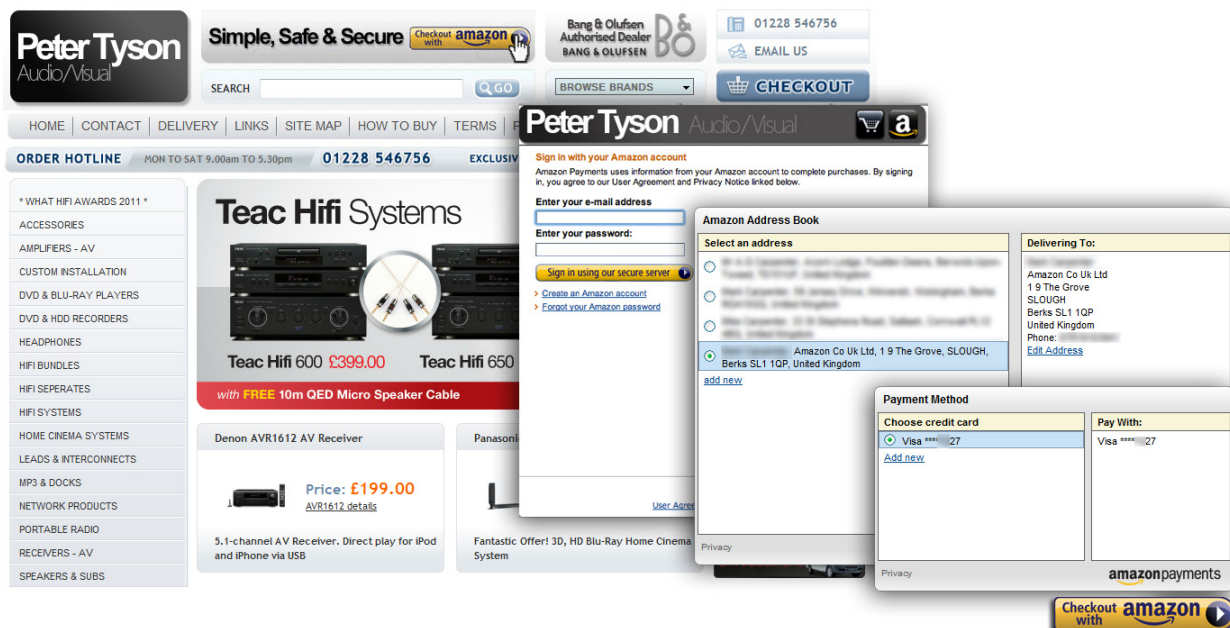 Peter Tyson
Audio/Visual
Simple, Safe & Secure Checkout with amazon
Bang & Olufsen
Authorised Dealer
BANG & OLUFSEN
B&O
01228 546756
EMAIL US
SEARCH
GO
BROWSE BRANDS
CHECKOUT
HOME CONTACT DELIVERY LINKS SITE MAP HOW TO BUY TERMS
ORDER HOTLINE MON TO SAT 9.00am TO 5.30pm 01228 546756 EXCLUSIV
* WHAT HIFI AWARDS 2011 *
ACCESSORIES
AMPLIFIERS - AV
CUSTOM INSTALLATION
DVD & BLU-RAY PLAYERS
DVD & HDD RECORDERS
HEADPHONES
HIFI BUNDLES
HIFI SEPERATES
HIFI SYSTEMS
HOME CINEMA SYSTEMS
LEADS & INTERCONNECTS
MP3 & DOCKS
NETWORK PRODUCTS
PORTABLE RADIO
RECEIVERS - AV
SPEAKERS & SUBS
Teac Hifi Systems
Teac Hifi 600 £399.00 Teac Hifi 650
with FREE 10m QED Micro Speaker Cable
Denon AVR1612 AV Receiver
Price: £199.00
AVR1612 details
5.1-channel AV Receiver. Direct play for iPod
and iPhone via USB
Panasoni
Fantastic Offer! 3D, HD Blu-Ray Home Cinema
System
Peter Tyson Audio/Visual
a
Sign in with your Amazon account
Amazon Payments uses information from your Amazon account to complete purchases. By signing
in, you agree to our User Agreement and Privacy Notice linked below.
Enter your e-mail address
Enter your password:
Sign in using our secure server
Create an Amazon account
Forgot your Amazon password
User Agree
Amazon Address Book
Select an address
Amazon Co Uk Ltd, 1 9 The Grove, SLOUGH,
Berks SL1 1QP, United Kingdom
add new
Privacy
Delivering To:
Amazon Co Uk Ltd
1 9 The Grove
SLOUGH
Berks SL1 1QP
United Kingdom
Phone:
Edit Address
Payment Method
Choose credit card
Visa **** 27
Add new
Pay With:
Visa **** 27
Privacy
amazonpayments
Checkout with amazon